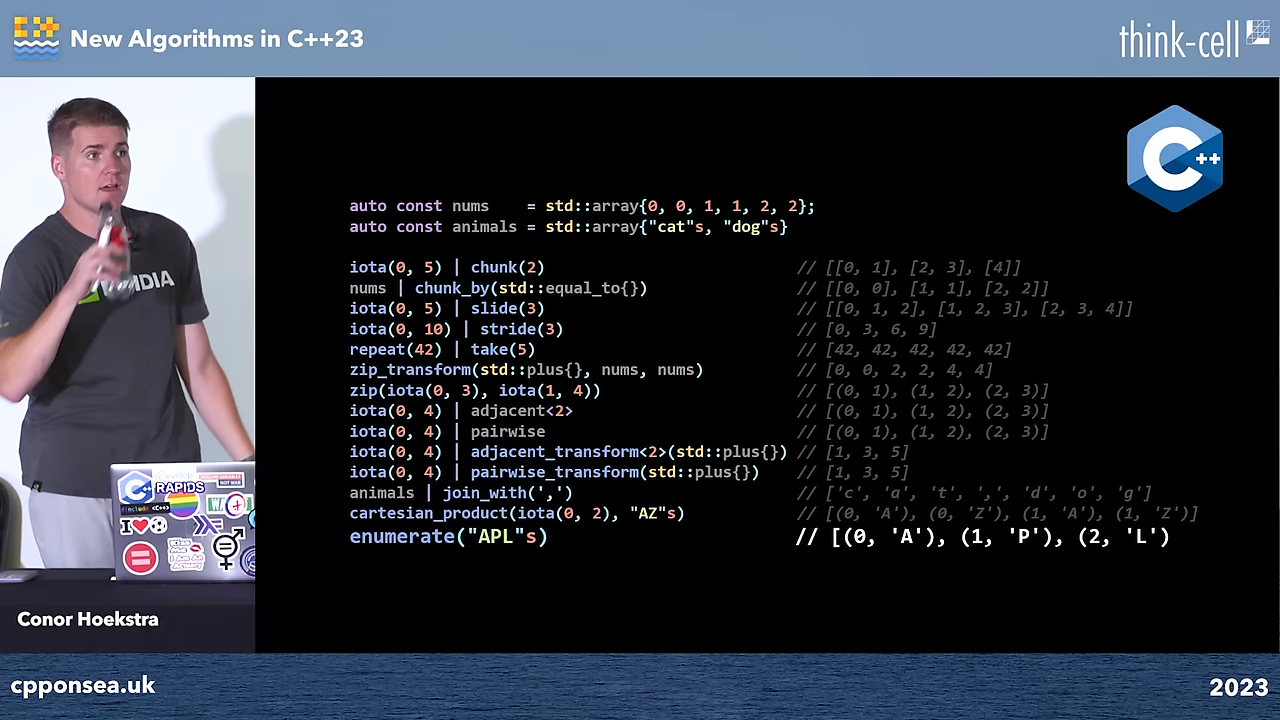 New Algorithms in C++23
think-cell
C++
auto const nums    = std::array{0, 0, 1, 1, 2, 2};
auto const animals = std::array{"cat"s, "dog"s}
iota(0, 5) | chunk(2) // [[0, 1], [2, 3], [4]]
nums | chunk_by(std::equal_to{}) // [[0, 0], [1, 1], [2, 2]]
iota(0, 5) | slide(3) // [[0, 1, 2], [1, 2, 3], [2, 3, 4]]
iota(0, 10) | stride(3) // [0, 3, 6, 9]
repeat(42) | take(5) // [42, 42, 42, 42, 42]
zip_transform(std::plus{}, nums, nums) // [0, 0, 2, 2, 4, 4]
zip(iota(0, 3), iota(1, 4)) // [(0, 1), (1, 2), (2, 3)]
iota(0, 4) | adjacent<2> // [(0, 1), (1, 2), (2, 3)]
iota(0, 4) | pairwise // [(0, 1), (1, 2), (2, 3)]
iota(0, 4) | adjacent_transform<2>(std::plus{}) // [1, 3, 5]
iota(0, 4) | pairwise_transform(std::plus{}) // [1, 3, 5]
animals | join_with(',') // ['c', 'a', 't', ',', 'd', 'o', 'g']
cartesian_product(iota(0, 2), "AZ"s) // [(0, 'A'), (0, 'Z'), (1, 'A'), (1, 'Z')]
enumerate("APL"s) // [(0, 'A'), (1, 'P'), (2, 'L')
RAPIDS
#include <C++>
I
Conor Hoekstra
cpponsea.uk
2023